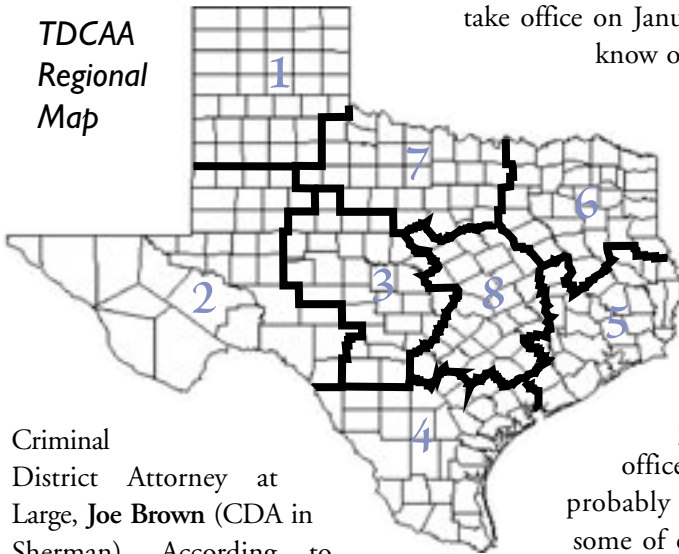 TDCAA
Regional
Map
take office on Janu
know o
1
7
6
2
3
8
5
4
Criminal
District Attorney at
Large, Joe Brown (CDA in
Sherman). According to
office
probably
some of